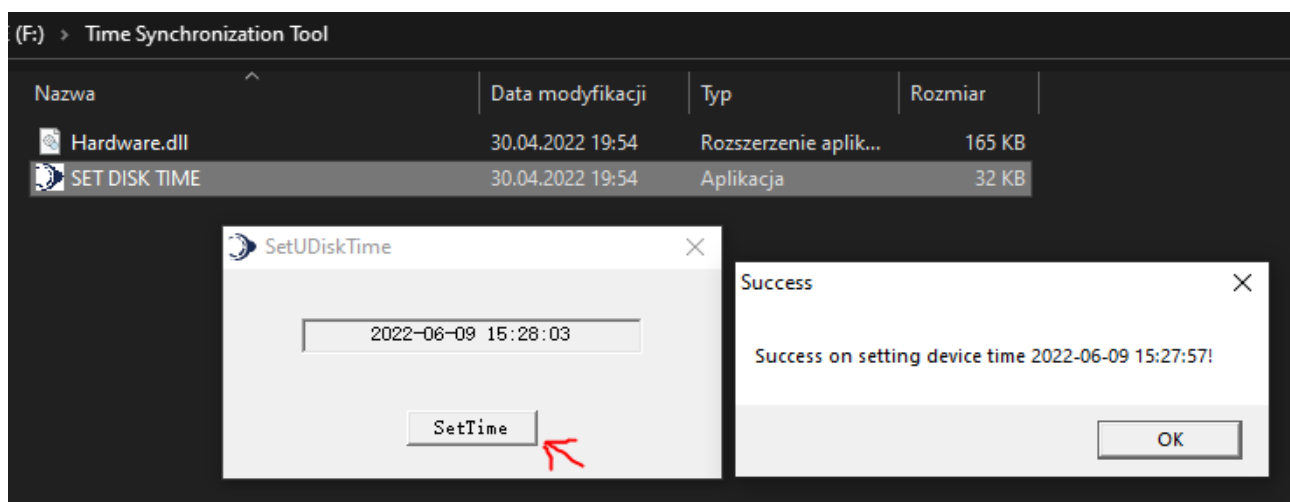 (F:) > Time Synchronization Tool
Nazwa Data modyfikacji Typ Rozmiar
Hardware.dll 30.04.2022 19:54 Rozszerzenie aplik... 165 KB
SET DISK TIME 30.04.2022 19:54 Aplikacja 32 KB
SetUDiskTime
2022-06-09 15:28:03
SetTime
Success
Success on setting device time 2022-06-09 15:27:57!
OK